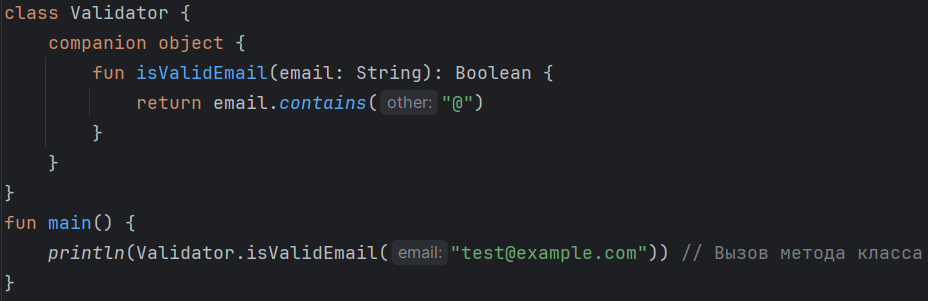 class Validator {
    companion object {
        fun isValidEmail(email: String): Boolean {
            return email.contains( other: "@")
        }
    }
}
fun main() {
    println(Validator.isValidEmail( email: "test@example.com")) // Вызов метода класса
}